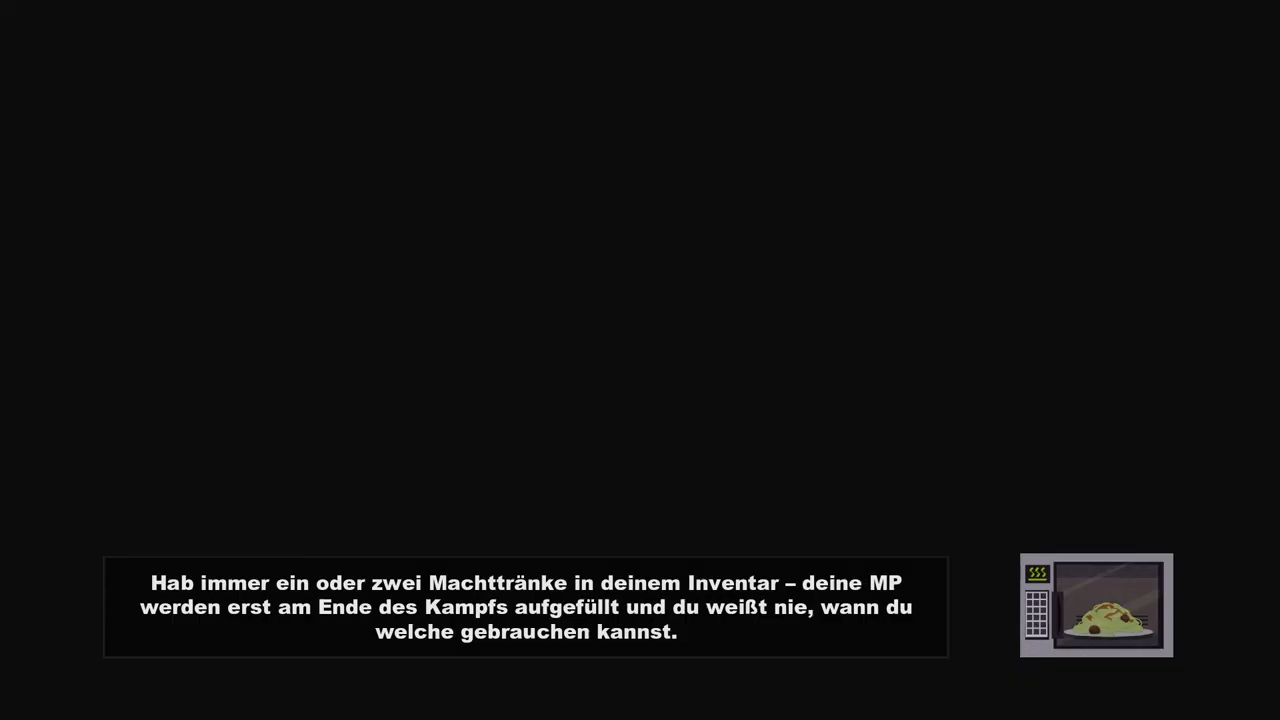 Hab immer ein oder zwei Machttränke in deinem Inventar – deine MP
werden erst am Ende des Kampfs aufgefüllt und du weißt nie, wann du
welche gebrauchen kannst.